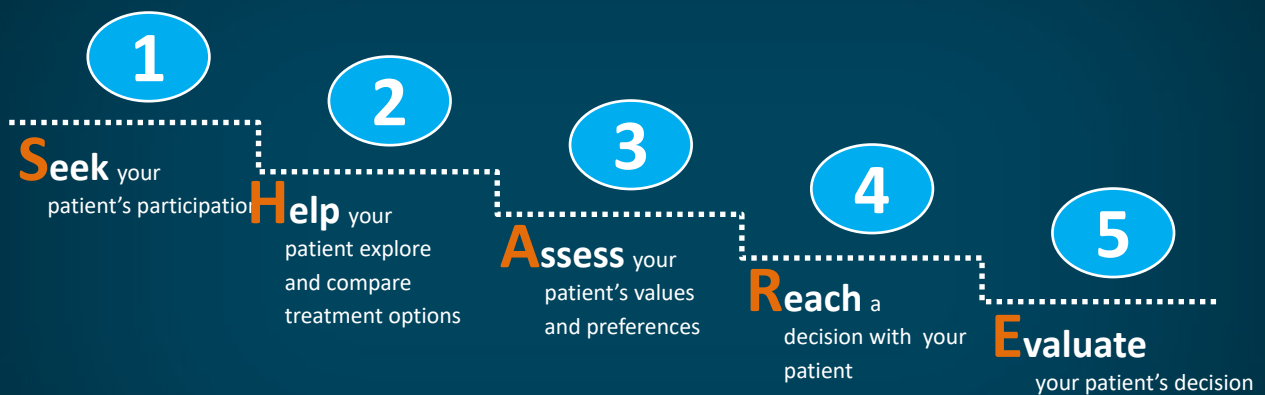 1
Seek your
patient's participation
2
Help your
patient explore
and compare
treatment options
3
Assess your
patient's values
and preferences
4
Reach a
decision with your
patient
5
Evaluate
your patient's decision